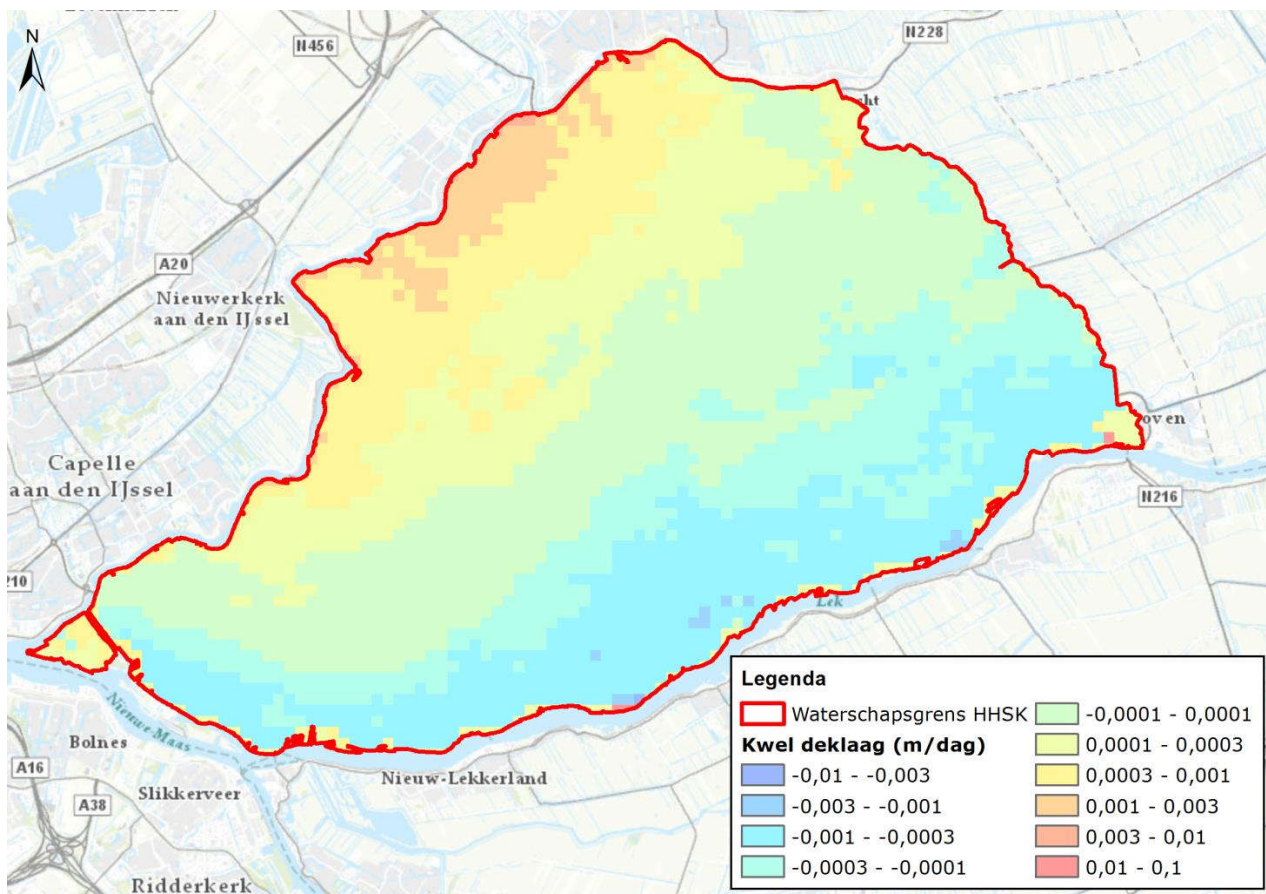 N
N456
N228
A20
Nieuwerkerk
aan den IJssel
Capelle
aan den IJssel
oven
N216
210
Lek
Nieuwe Maas
Bolnes
A16
Slikkerveer
A38
Nieuw-Lekkerland
Ridderkerk
Legenda
Waterschapsgrens HHSK
Kwel deklaag (m/dag)
-0,01 - -0,003
-0,003 - -0,001
-0,001 - -0,0003
-0,0003 - -0,0001
-0,0001 - 0,0001
0,0001 - 0,0003
0,0003 - 0,001
0,001 - 0,003
0,003 - 0,01
0,01 - 0,1